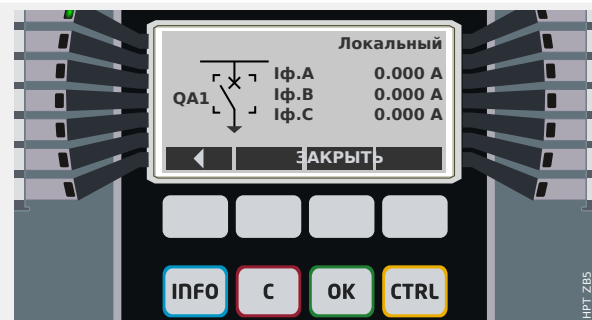 Локальный
Iф.A 0.000 A
QA1
Iф.B 0.000 A
Iф.C 0.000 A
ЗАКРЫТЬ
INFO C OK CTRL
HPT ZB5